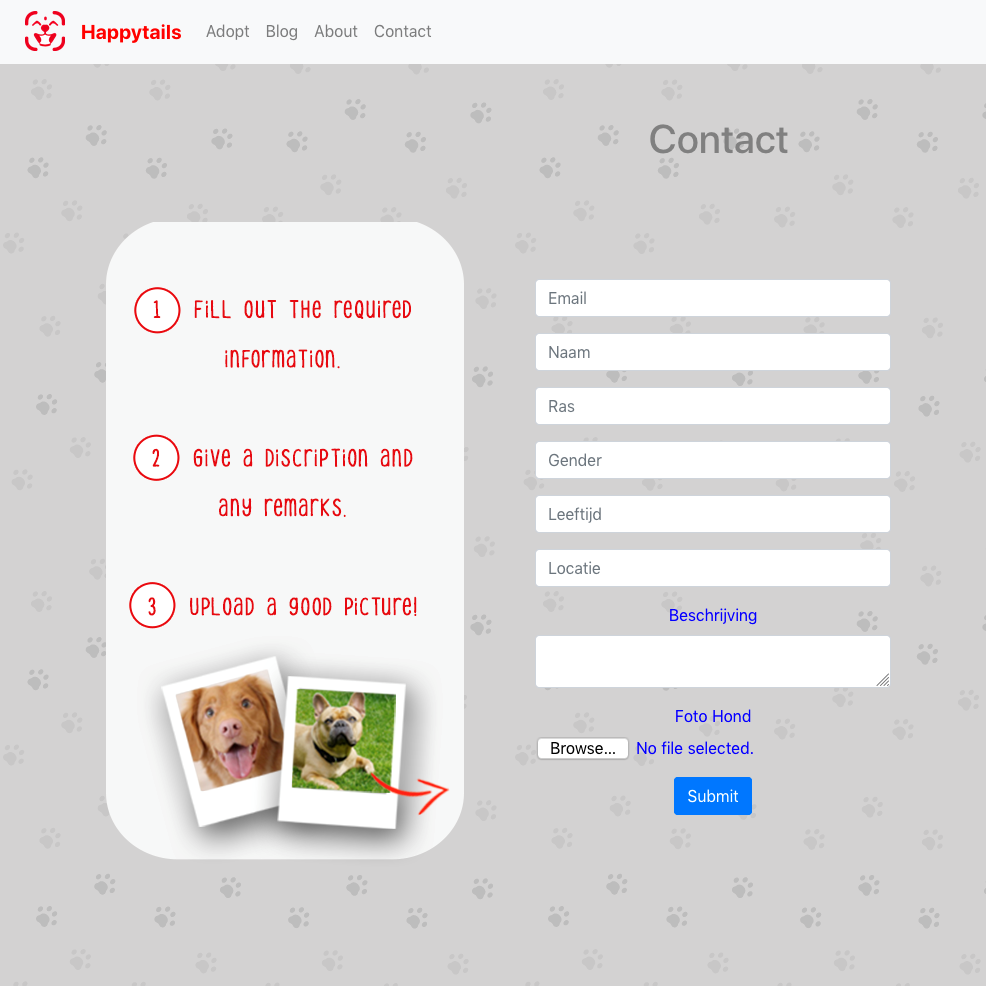 Happytails
Adopt
Blog
About
Contact
Contact
1 Fill out the required
information.
2 Give a discription and
any remarks.
3 Upload a good picture!
Email
Naam
Ras
Gender
Leeftijd
Locatie
Beschrijving
Foto Hond
Browse... No file selected.
Submit